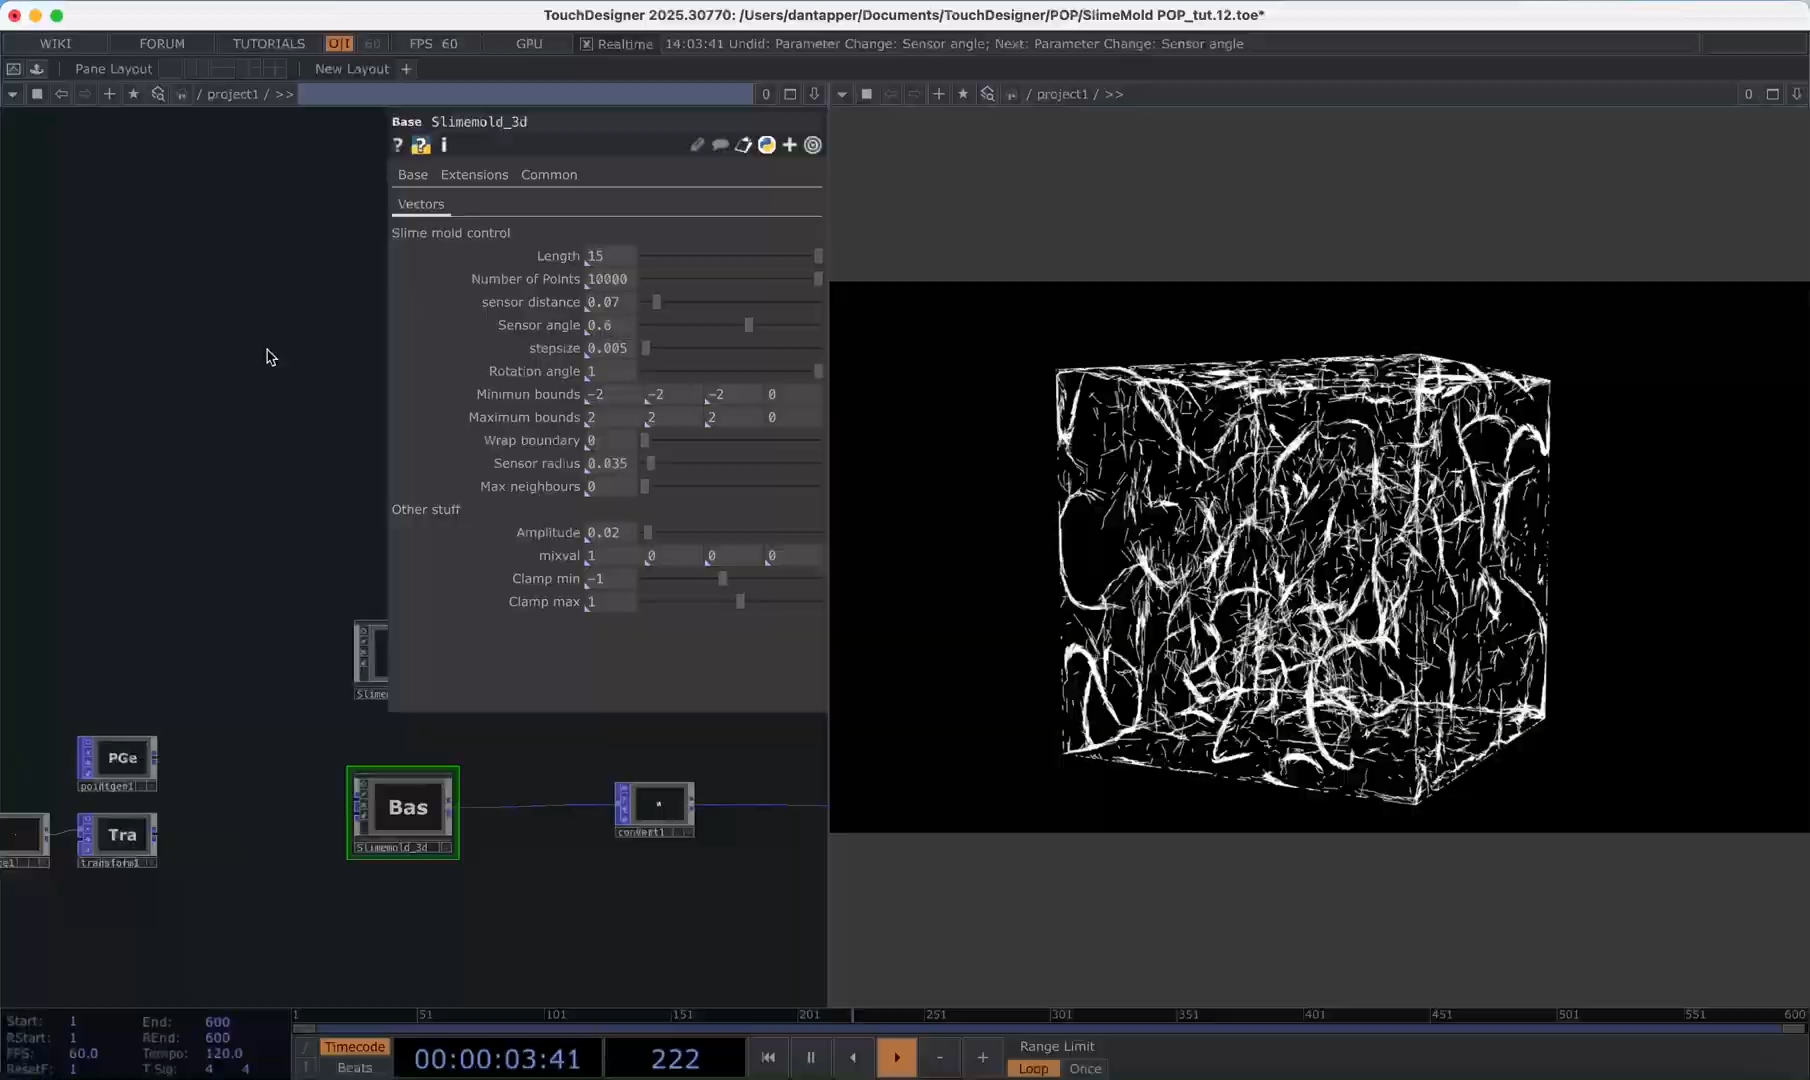 TouchDesigner 2025.30770: /Users/dantapper/Documents/TouchDesigner/POP/SlimeMold POP_tut.12.toe*
WIKI FORUM TUTORIALS O|I 60 FPS 60 GPU Realtime 14:03:41 Undid: Parameter Change: Sensor angle; Next: Parameter Change: Sensor angle
Pane Layout New Layout +
/ project1 / >> 0
/ project1 / >> 0
Base Slimemold_3d
? ? i
Base Extensions Common
Vectors
Slime mold control
Length 15
Number of Points 10000
sensor distance 0.07
Sensor angle 0.6
stepsize 0.005
Rotation angle 1
Minimun bounds -2 -2 -2 0
Maximum bounds 2 2 2 0
Wrap boundary 0
Sensor radius 0.035
Max neighbours 0
Other stuff
Amplitude 0.02
mixval 1 0 0 0
Clamp min -1
Clamp max 1
Slime
PGe
pointgen1
Tra
transform1
Bas
Slimemold_3d
convert1
Start: 1 End: 600
RStart: 1 REnd: 600
FPS: 60.0 Tempo: 120.0
ResetF: 1 T Sig: 4 4
1 51 101 151 201 251 301 351 401 451 501 551 600
Timecode
Beats
00:00:03:41
222
- +
Range Limit
Loop Once